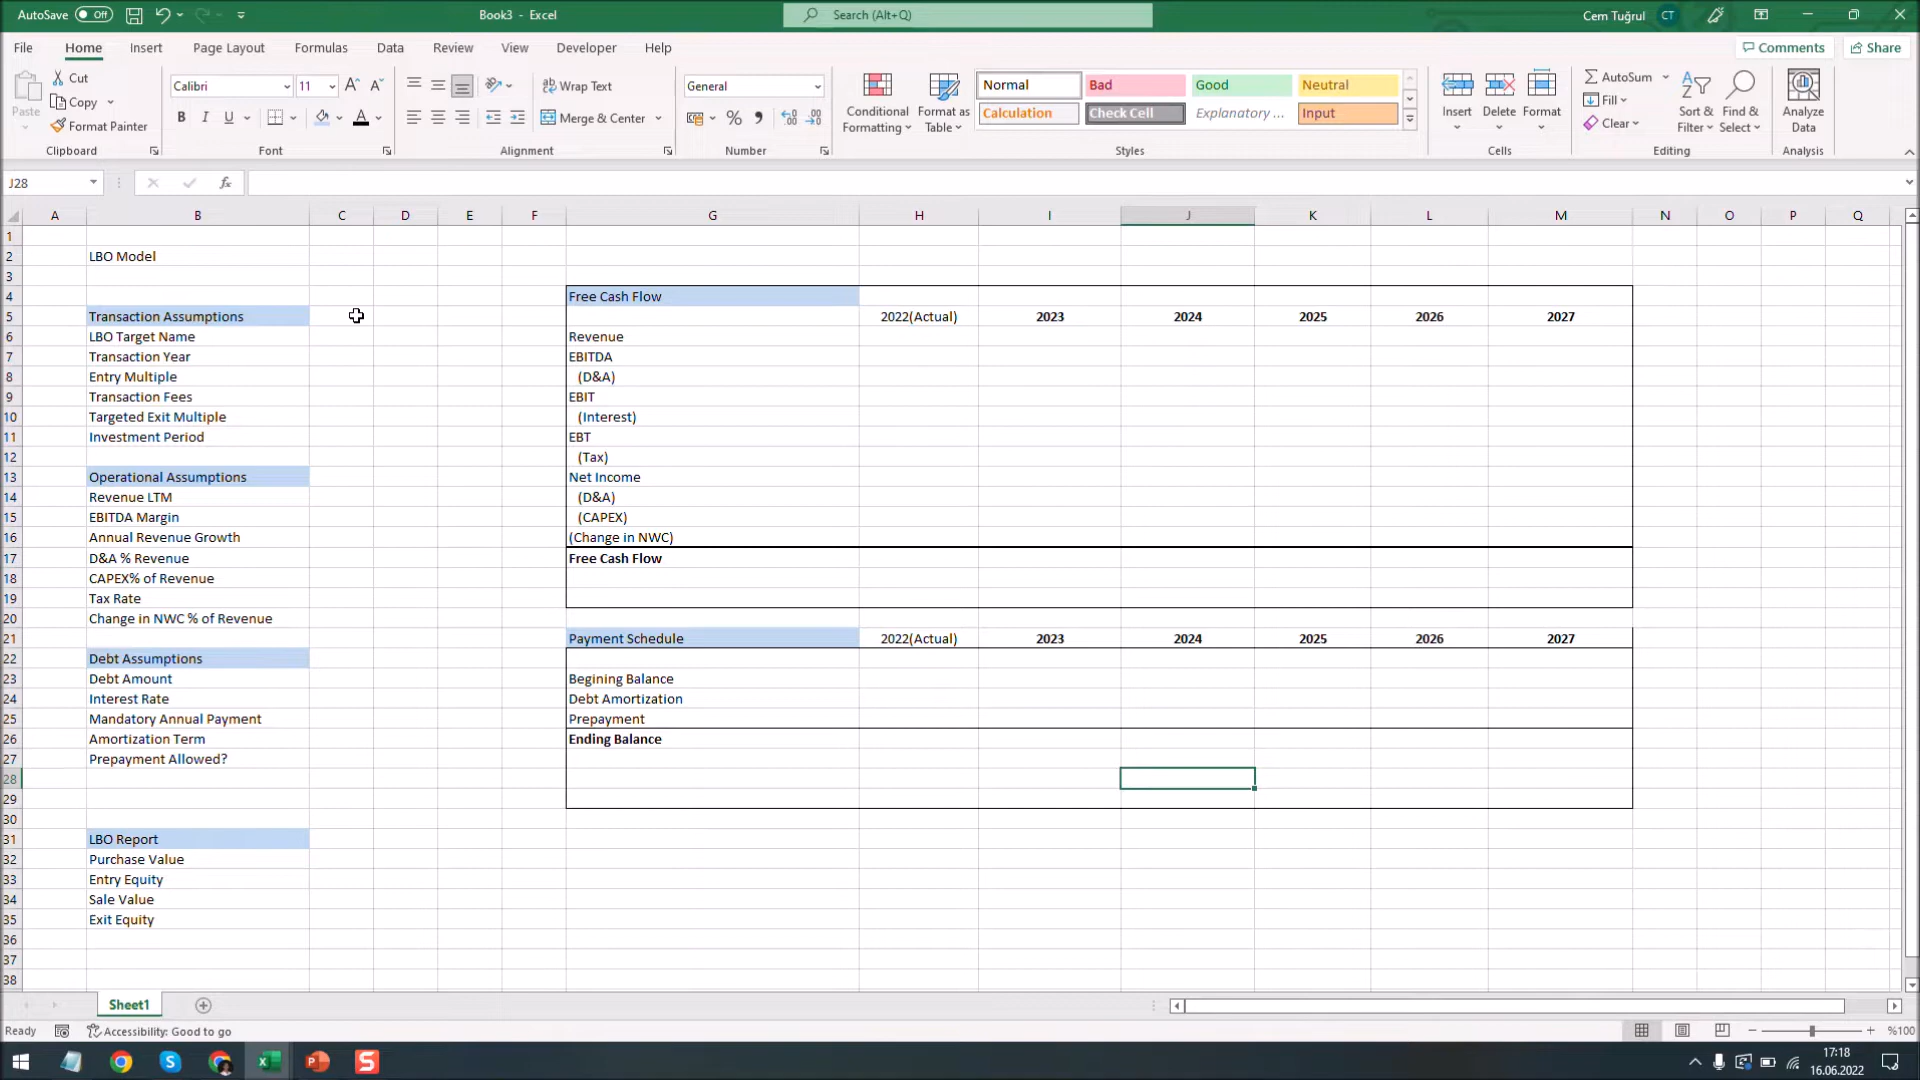 AutoSave Off
Book3 - Excel
Search (Alt+Q)
Cem Tuğrul CT
File Home Insert Page Layout Formulas Data Review View Developer Help
Comments Share
Paste
Cut
Copy
Format Painter
Clipboard
Calibri 11
B I U
Font
Wrap Text
Merge & Center
Alignment
General
Number
Conditional Formatting
Format as Table
Normal Bad Good Neutral
Calculation Check Cell Explanatory ... Input
Styles
Insert Delete Format
Cells
AutoSum
Fill
Clear
Sort & Filter
Find & Select
Editing
Analyze Data
Analysis
J28
fx
A B C D E F G H I J K L M N O P Q
1
2 LBO Model
3
4 Free Cash Flow
5 Transaction Assumptions 2022(Actual) 2023 2024 2025 2026 2027
6 LBO Target Name Revenue
7 Transaction Year EBITDA
8 Entry Multiple (D&A)
9 Transaction Fees EBIT
10 Targeted Exit Multiple (Interest)
11 Investment Period EBT
12 (Tax)
13 Operational Assumptions Net Income
14 Revenue LTM (D&A)
15 EBITDA Margin (CAPEX)
16 Annual Revenue Growth (Change in NWC)
17 D&A % Revenue Free Cash Flow
18 CAPEX% of Revenue
19 Tax Rate
20 Change in NWC % of Revenue
21 Payment Schedule 2022(Actual) 2023 2024 2025 2026 2027
22 Debt Assumptions
23 Debt Amount Begining Balance
24 Interest Rate Debt Amortization
25 Mandatory Annual Payment Prepayment
26 Amortization Term Ending Balance
27 Prepayment Allowed?
28
29
30
31 LBO Report
32 Purchase Value
33 Entry Equity
34 Sale Value
35 Exit Equity
36
37
38
Sheet1
Ready Accessibility: Good to go
%100
17:18
16.06.2022